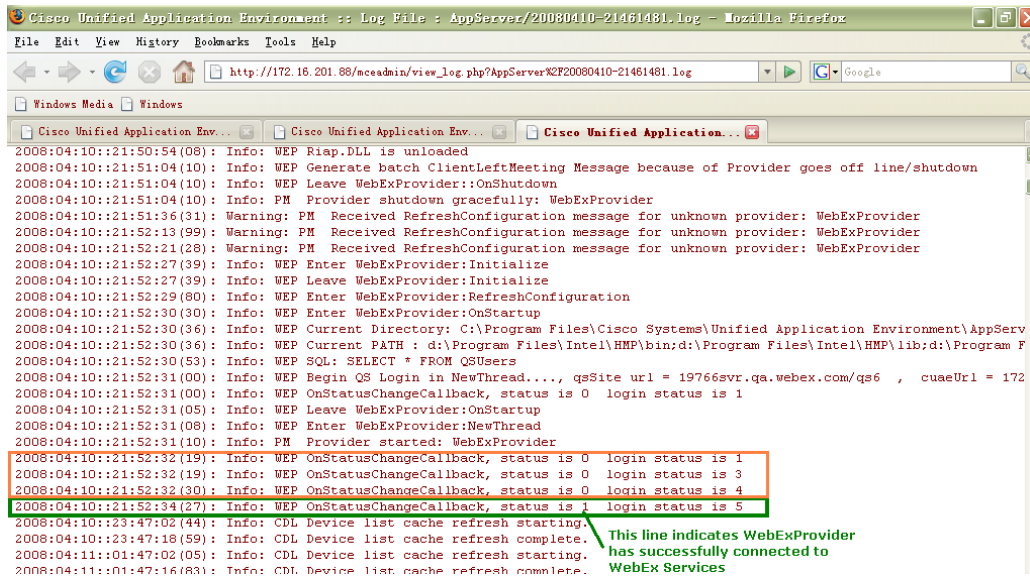 Cisco Unified Application Environment :: Log File : AppServer/20080410-21461481.log - Mozilla Firefox
File Edit View History Bookmarks Tools Help
http://172.16.201.88/mceadmin/view_log.php?AppServer%2F20080410-21461481.log
G Google
Windows Media Windows
Cisco Unified Application Env... Cisco Unified Application Env... Cisco Unified Application...
2008:04:10::21:50:54(08): Info: WEP Riap.DLL is unloaded
2008:04:10::21:51:04(10): Info: WEP Generate batch ClientLeftMeeting Message because of Provider goes off line/shutdown
2008:04:10::21:51:04(10): Info: WEP Leave WebExProvider::OnShutdown
2008:04:10::21:51:04(10): Info: PM Provider shutdown gracefully: WebExProvider
2008:04:10::21:51:36(31): Warning: PM Received RefreshConfiguration message for unknown provider: WebExProvider
2008:04:10::21:52:13(99): Warning: PM Received RefreshConfiguration message for unknown provider: WebExProvider
2008:04:10::21:52:21(28): Warning: PM Received RefreshConfiguration message for unknown provider: WebExProvider
2008:04:10::21:52:27(39): Info: WEP Enter WebExProvider:Initialize
2008:04:10::21:52:27(39): Info: WEP Leave WebExProvider:Initialize
2008:04:10::21:52:29(80): Info: WEP Enter WebExProvider:RefreshConfiguration
2008:04:10::21:52:30(30): Info: WEP Enter WebExProvider:OnStartup
2008:04:10::21:52:30(36): Info: WEP Current Directory: C:\Program Files\Cisco Systems\Unified Application Environment\AppServ
2008:04:10::21:52:30(36): Info: WEP Current PATH : d:\Program Files\Intel\HMP\bin;d:\Program Files\Intel\HMP\lib;d:\Program F
2008:04:10::21:52:30(53): Info: WEP SQL: SELECT * FROM QSUsers
2008:04:10::21:52:31(00): Info: WEP Begin QS Login in NewThread...., qsSite url = 19766svr.qa.webex.com/qs6 , cuaeUrl = 172
2008:04:10::21:52:31(00): Info: WEP OnStatusChangeCallback, status is 0 login status is 1
2008:04:10::21:52:31(05): Info: WEP Leave WebExProvider:OnStartup
2008:04:10::21:52:31(08): Info: WEP Enter WebExProvider:NewThread
2008:04:10::21:52:31(10): Info: PM Provider started: WebExProvider
2008:04:10::21:52:32(19): Info: WEP OnStatusChangeCallback, status is 0 login status is 1
2008:04:10::21:52:32(19): Info: WEP OnStatusChangeCallback, status is 0 login status is 3
2008:04:10::21:52:32(30): Info: WEP OnStatusChangeCallback, status is 0 login status is 4
2008:04:10::21:52:34(27): Info: WEP OnStatusChangeCallback, status is 1 login status is 5
2008:04:10::23:47:02(44): Info: CDL Device list cache refresh starting.
2008:04:10::23:47:18(59): Info: CDL Device list cache refresh complete.
2008:04:11::01:47:02(05): Info: CDL Device list cache refresh starting.
2008:04:11::01:47:16(83): Info: CDL Device list cache refresh complete.
This line indicates WebExProvider
has successfully connected to
WebEx Services